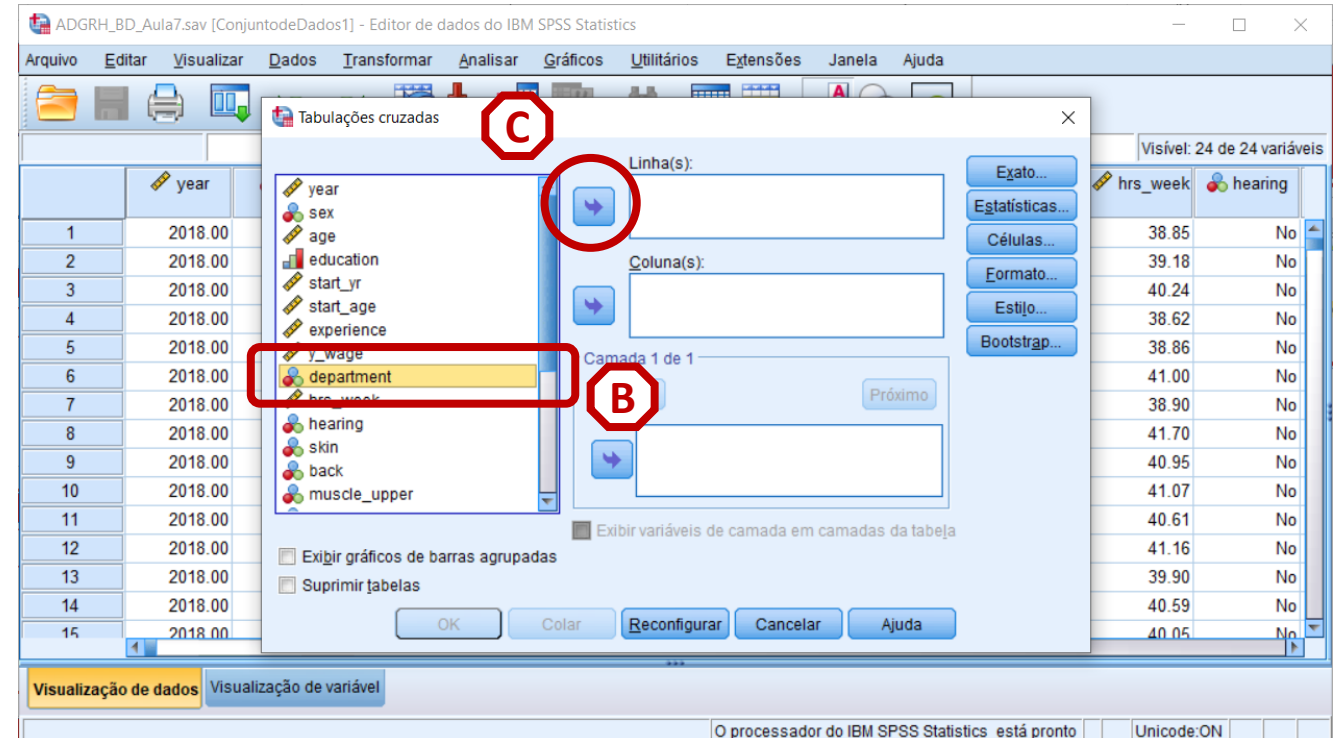 ADGRH_BD_Aula7.sav [ConjuntodeDados1] - Editor de dados do IBM SPSS Statistics
Arquivo Editar Visualizar Dados Transformar Analisar Gráficos Utilitários Extensões Janela Ajuda
A
Tabulações cruzadas
C
Visível: 24 de 24 variáveis
year
hrs_week hearing
1 2018.00 38.85 No
2 2018.00 39.18 No
3 2018.00 40.24 No
4 2018.00 38.62 No
5 2018.00 38.86 No
6 2018.00 41.00 No
7 2018.00 38.90 No
8 2018.00 41.70 No
9 2018.00 40.95 No
10 2018.00 41.07 No
11 2018.00 40.61 No
12 2018.00 41.16 No
13 2018.00 39.90 No
14 2018.00 40.59 No
15 2018.00 40.05 No
year
sex
age
education
start_yr
start_age
experience
y_wage
department
hrs_week
hearing
skin
back
muscle_upper
B
Linha(s):
Coluna(s):
Camada 1 de 1
Próximo
Exibir variáveis de camada em camadas da tabela
Exato...
Estatísticas...
Células...
Formato...
Estilo...
Bootstrap...
Exibir gráficos de barras agrupadas
Suprimir tabelas
OK Colar Reconfigurar Cancelar Ajuda
Visualização de dados Visualização de variável
O processador do IBM SPSS Statistics está pronto Unicode:ON